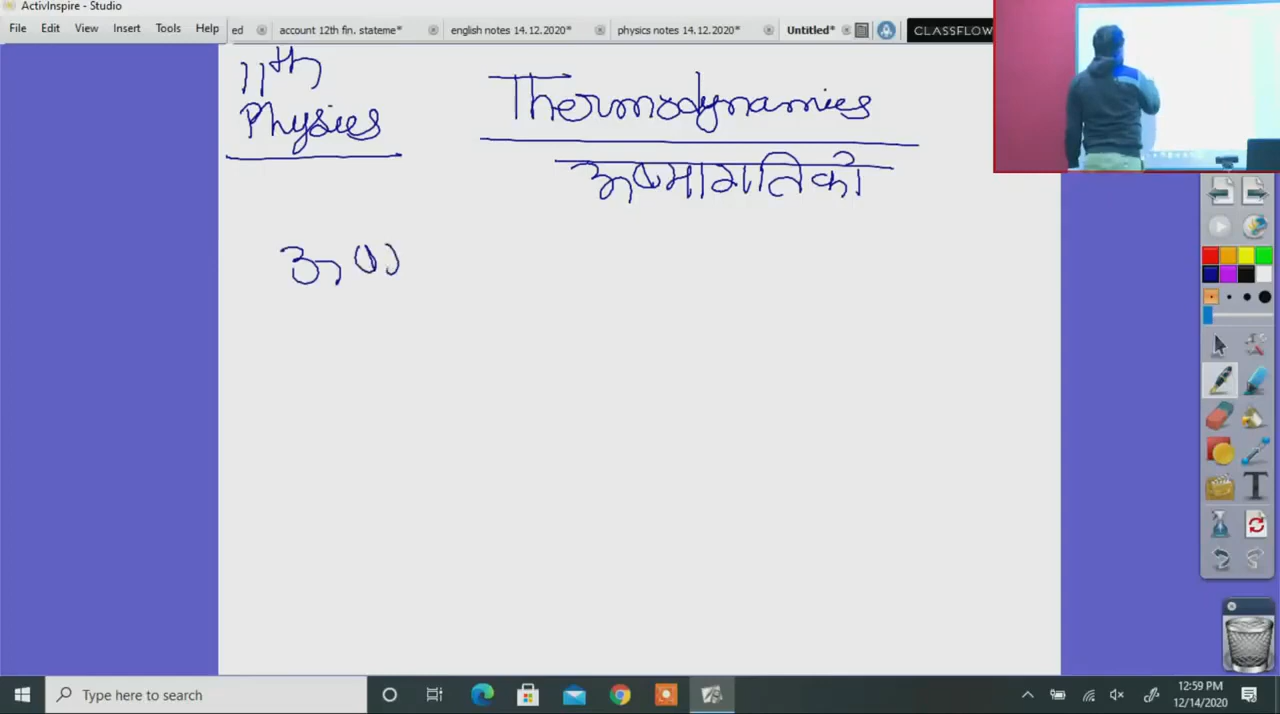 ActivInspire - Studio
File Edit View Insert Tools Help
ed account 12th fin. stateme* english notes 14.12.2020* physics notes 14.12.2020* Untitled* CLASSFLOW
11th
Physics
Thermodynamics
ऊष्मागतिकी
T
Type here to search
12:59 PM
12/14/2020